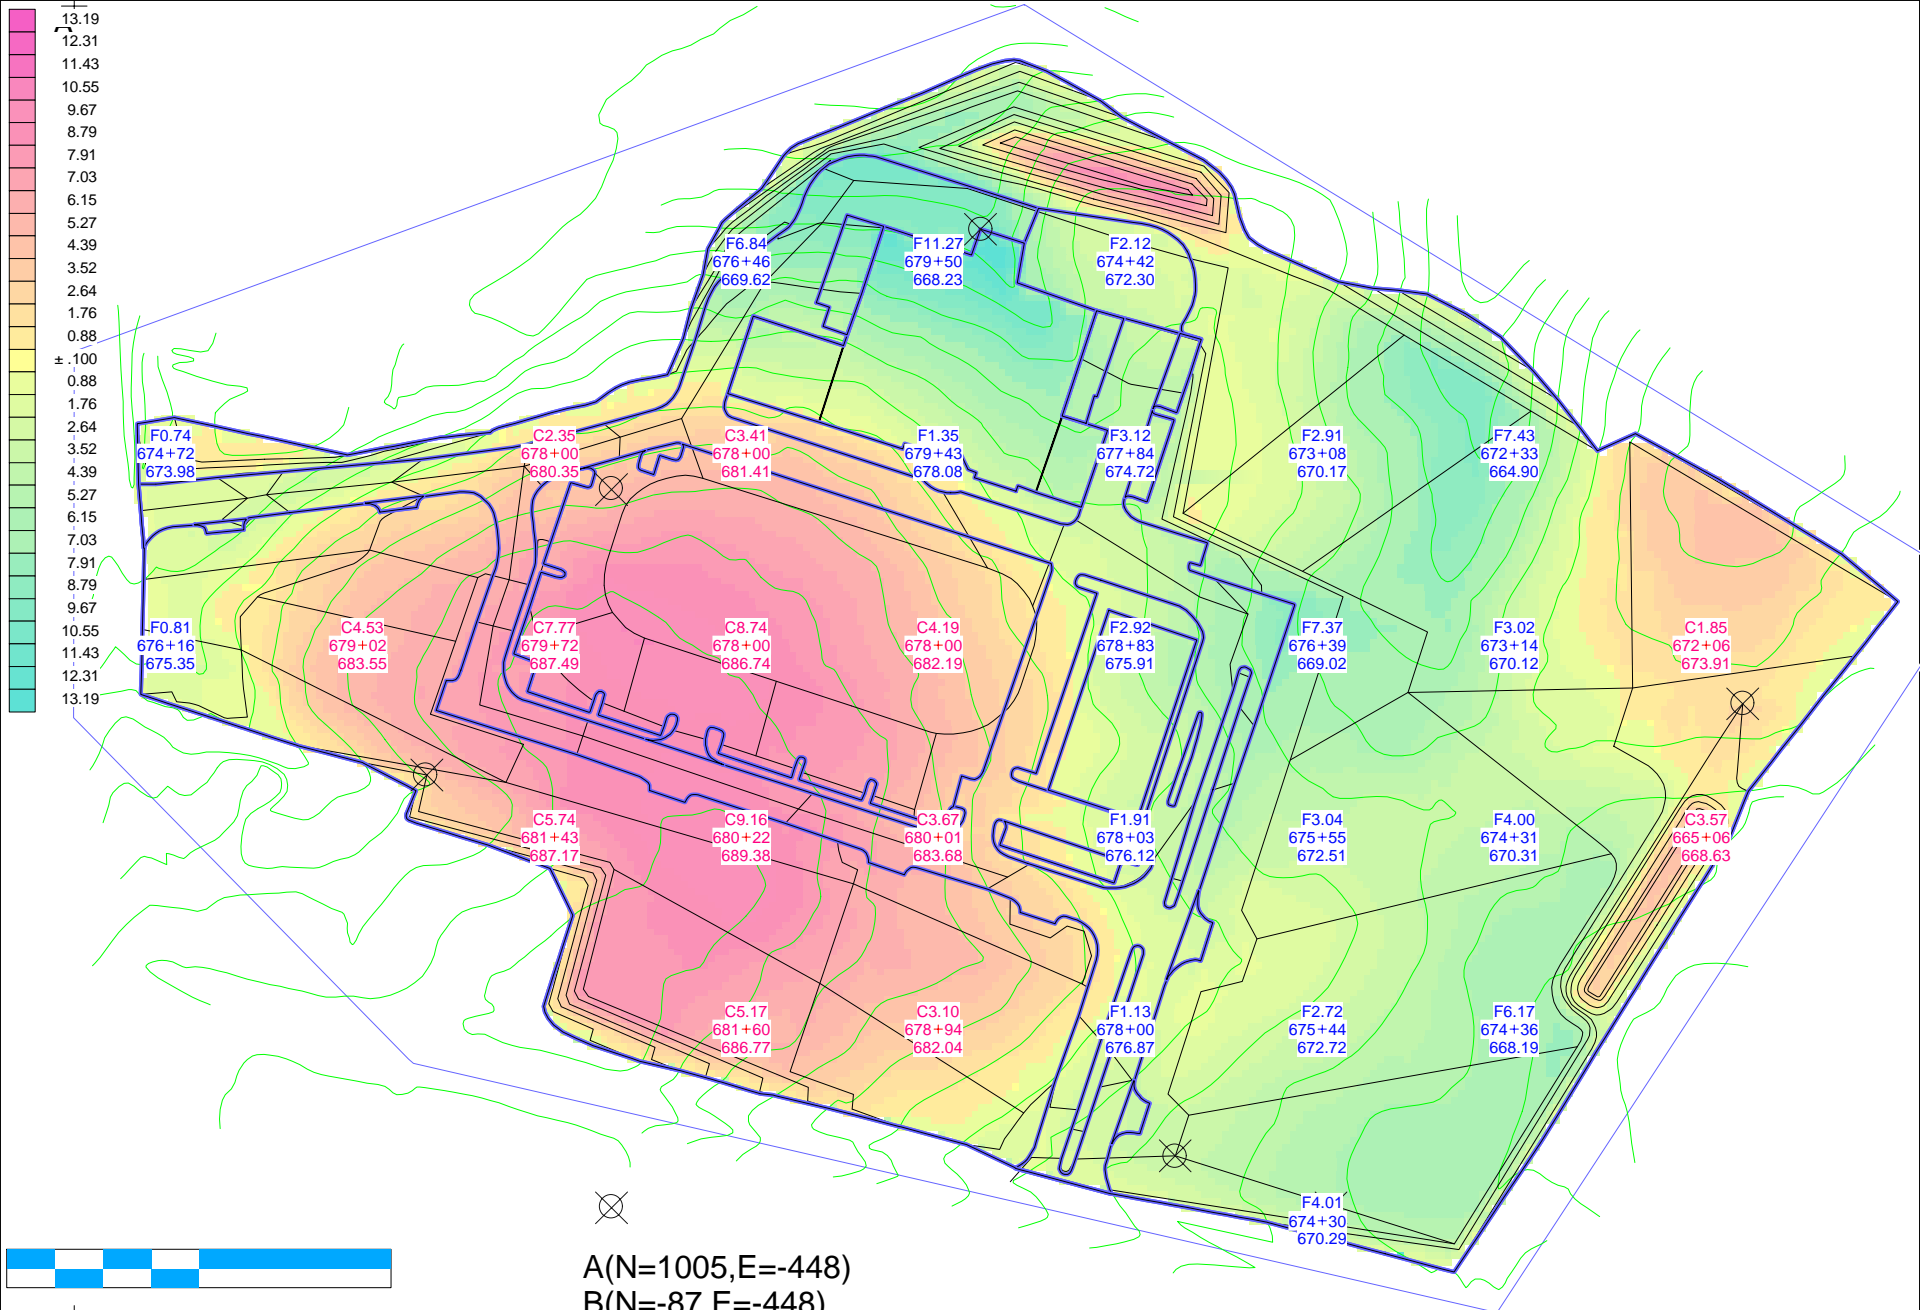 13.19
A
12.31
11.43
10.55
9.67
8.79
7.91
7.03
6.15
5.27
4.39
3.52
2.64
1.76
0.88
± .100
0.88
1.76
2.64
3.52
4.39
5.27
6.15
7.03
7.91
8.79
9.67
10.55
11.43
12.31
13.19
F6.84
676+46
669.62
F11.27
679+50
668.23
F2.12
674+42
672.30
F0.74
674+72
673.98
C2.35
678+00
680.35
C3.41
678+00
681.41
F1.35
679+43
678.08
F3.12
677+84
674.72
F2.91
673+08
670.17
F7.43
672+33
664.90
F0.81
676+16
675.35
C4.53
679+02
683.55
C7.77
679+72
687.49
C8.74
678+00
686.74
C4.19
678+00
682.19
F2.92
678+83
675.91
F7.37
676+39
669.02
F3.02
673+14
670.12
C1.85
672+06
673.91
C5.74
681+43
687.17
C9.16
680+22
689.38
C3.67
680+01
683.68
F1.91
678+03
676.12
F3.04
675+55
672.51
F4.00
674+31
670.31
C3.57
665+06
668.63
C5.17
681+60
686.77
C3.10
678+94
682.04
F1.13
678+00
676.87
F2.72
675+44
672.72
F6.17
674+36
668.19
F4.01
674+30
670.29
A(N=1005,E=-448)
B(N=-87,E=-448)